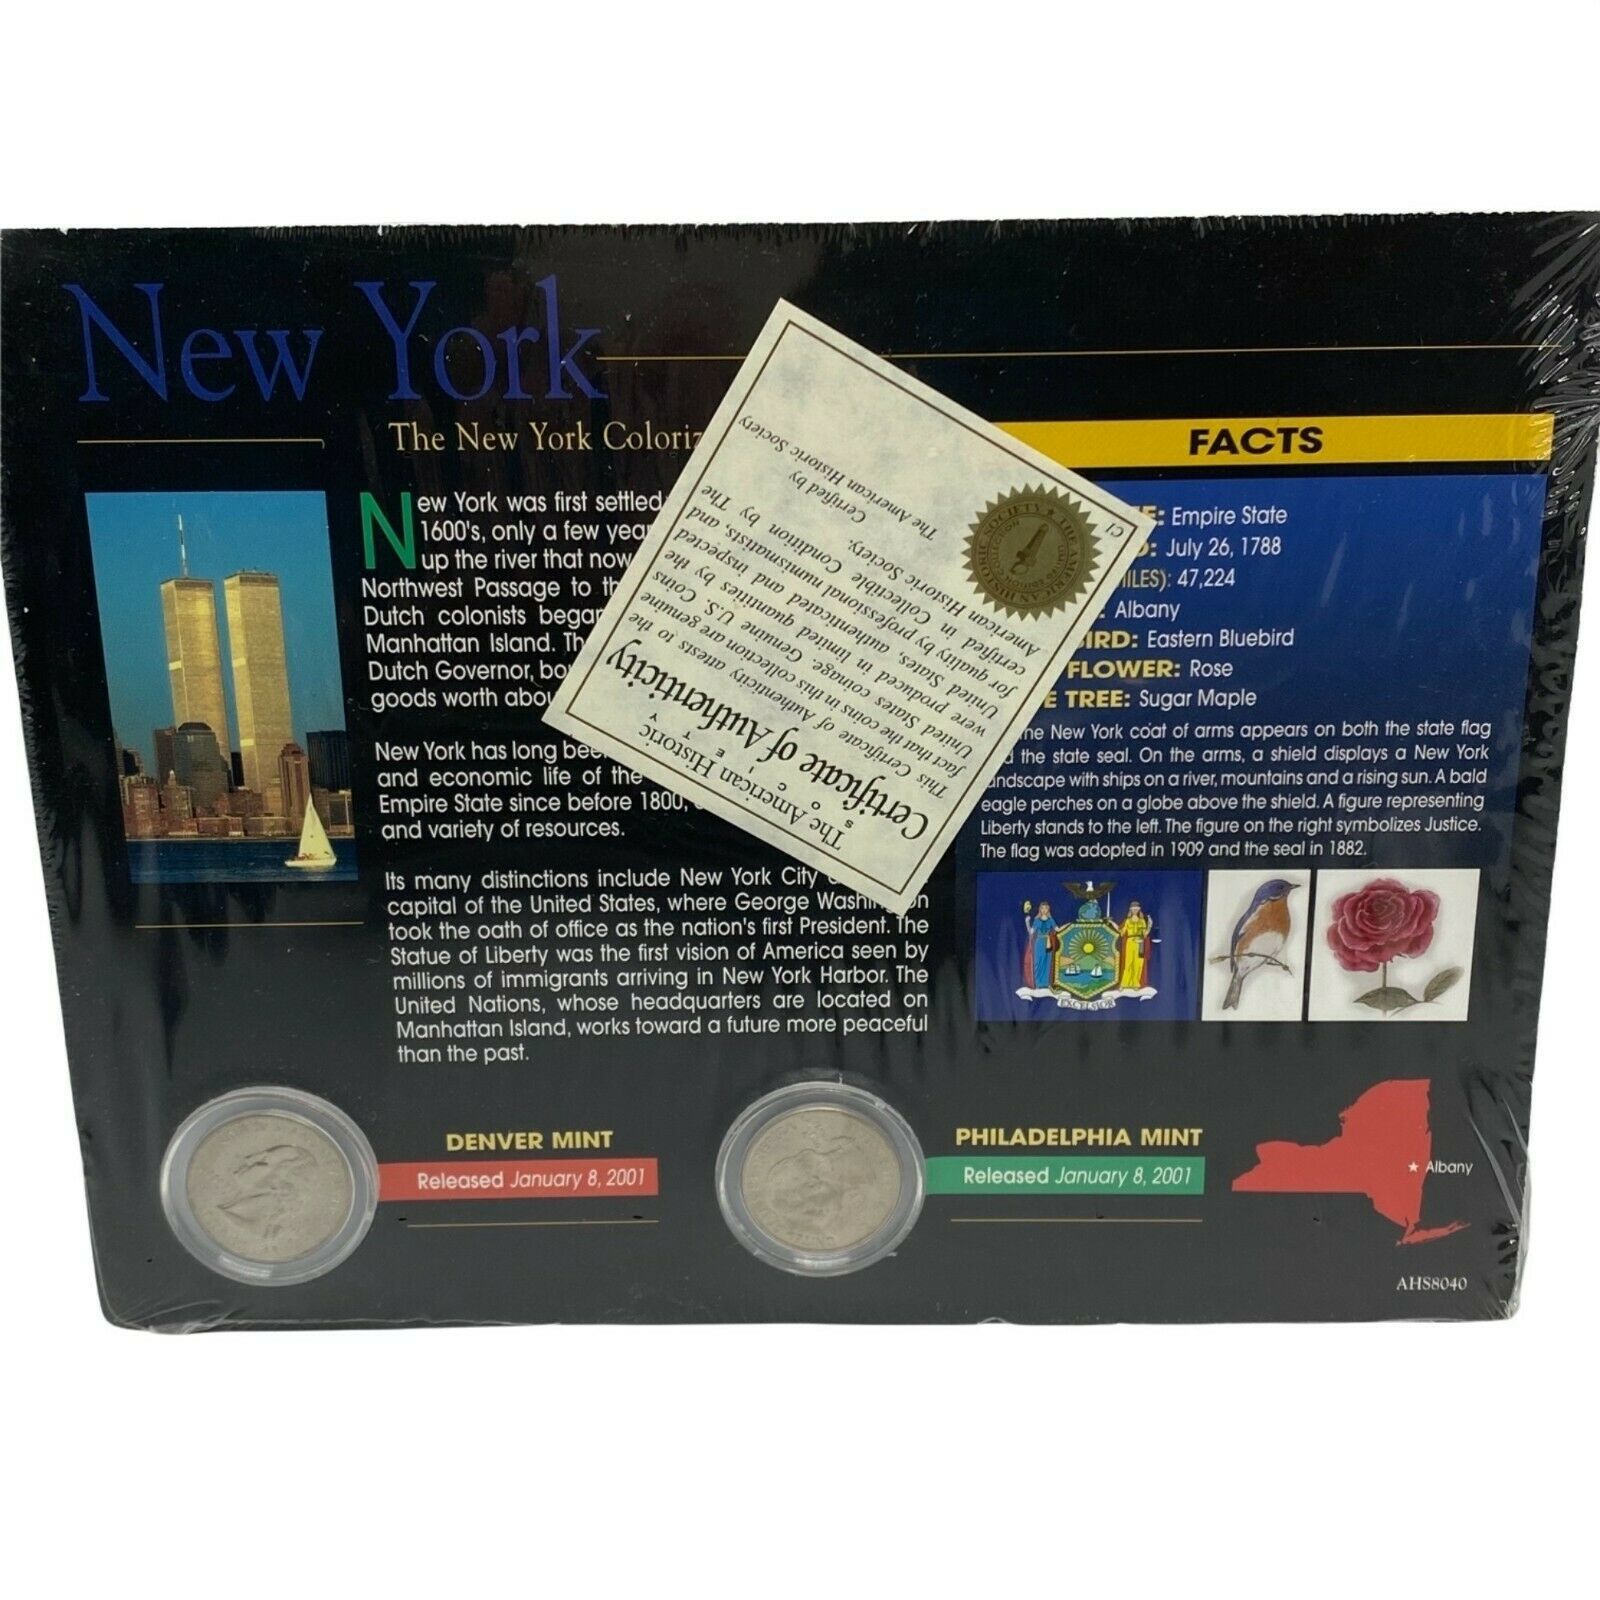 New York
The New York Coloriz
New York was first settled
1600's, only a few year
up the river that now
Northwest Passage to th
Dutch colonists began
Manhattan Island. Th
Dutch Governor, bou
goods worth abou
New York has long bee
and economic life of the
Empire State since before 1800,
and variety of resources.
Its many distinctions include New York City
capital of the United States, where George Washington
took the oath of office as the nation's first President. The
Statue of Liberty was the first vision of America seen by
millions of immigrants arriving in New York Harbor. The
United Nations, whose headquarters are located on
Manhattan Island, works toward a future more peaceful
than the past.
The American Historic
SOCIETY
Certificate of Authenticity
This Certificate of Authenticity attests to the
fact that the coins in this collection are genuine
United States coinage. Genuine U.S. Coins
were produced in limited quantities by the
United States, authenticated and inspected
for quality by professional numismatists, and
certified in Collectible Condition by The
American Historic Society.
Certified by
The American Historic Society
THE AMERICAN HISTORIC SOCIETY
C1
FACTS
E: Empire State
D: July 26, 1788
MILES): 47,224
: Albany
BIRD: Eastern Bluebird
FLOWER: Rose
E TREE: Sugar Maple
he New York coat of arms appears on both the state flag
d the state seal. On the arms, a shield displays a New York
andscape with ships on a river, mountains and a rising sun. A bald
eagle perches on a globe above the shield. A figure representing
Liberty stands to the left. The figure on the right symbolizes Justice.
The flag was adopted in 1909 and the seal in 1882.
EXCELSIOR
DENVER MINT
Released January 8, 2001
PHILADELPHIA MINT
Released January 8, 2001
Albany
AHS8040